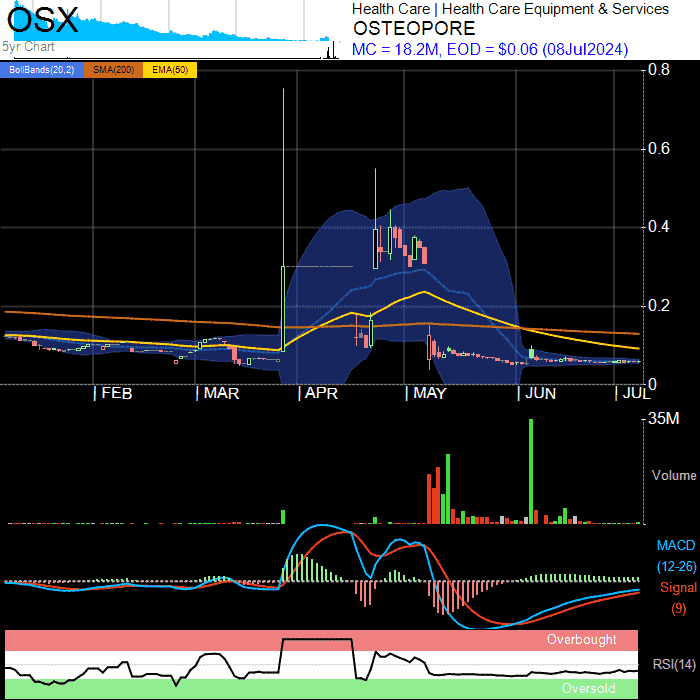 OSX
5yr Chart
Health Care | Health Care Equipment & Services
OSTEOPORE
MC = 18.2M, EOD = $0.06 (08Jul2024)
BollBands(20,2) SMA(200) EMA(50)
0.8
0.6
0.4
0.2
0
FEB MAR APR MAY JUN JUL
35M
Volume
MACD
(12-26)
Signal
(9)
Overbought
RSI(14)
Oversold